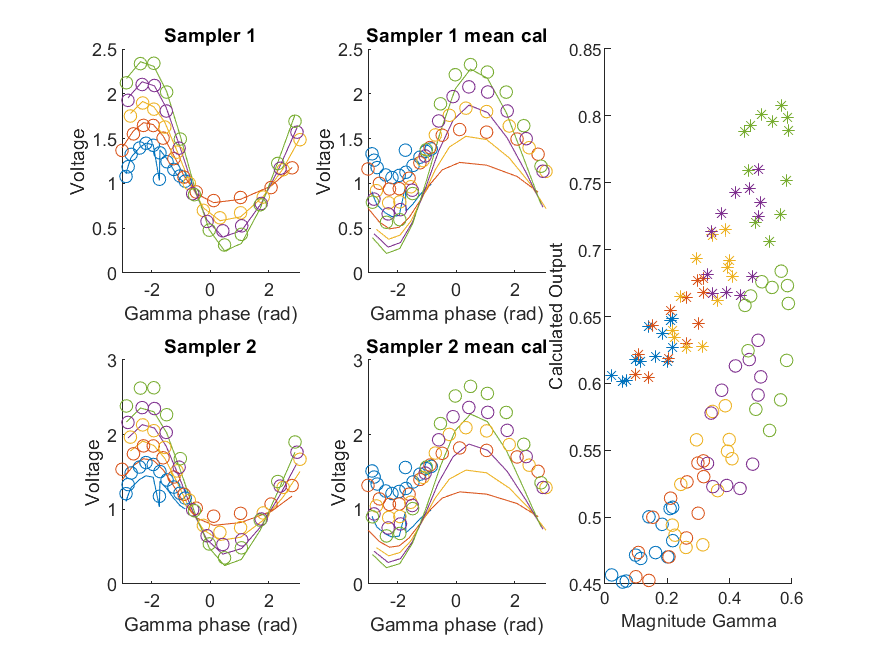 Sampler 1
2.5
2
1.5
1
0.5
0
Voltage
-2 0 2
Gamma phase (rad)
Sampler 1 mean cal
2.5
2
1.5
1
0.5
0
Voltage
-2 0 2
Gamma phase (rad)
Sampler 2
3
2
1
0
Voltage
-2 0 2
Gamma phase (rad)
Sampler 2 mean cal
3
2
1
0
Voltage
-2 0 2
Gamma phase (rad)
0.85
0.8
0.75
0.7
0.65
0.6
0.55
0.5
0.45
Calculated Output
0 0.2 0.4 0.6
Magnitude Gamma